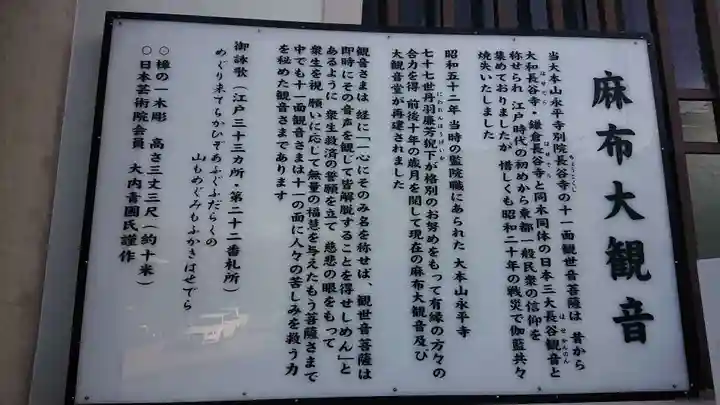 麻布大観音
当大本山永平寺別院長谷寺の十一面観世音菩薩は 昔から
大和長谷寺・鎌倉長谷寺と同木同体の日本三大長谷観音と
称せられ 江戸時代の初めから東都一般民衆の信仰を
集めておりましたが 惜しくも昭和二十年の戦災で伽藍共々
焼失いたしました
昭和五十二年 当時の監院職にあられた 大本山永平寺
七十七世丹羽廉芳猊下が格別のお努めをもって有縁の方々の
合力を得 前後十年の歳月を閲して現在の麻布大観音及び
大観音堂が再建されました
観音さまは 経に「一心にそのみ名を称せば、観世音菩薩は
即時にその音声を観じて皆解脱することを得せしめん」と
あるように 衆生救済の誓願を立て 慈悲の眼をもって
衆生を視 願いに応じて無量の福慧を与えたもう菩薩さまで
中でも十一面観音さまは十一の面に人々の苦しみを救う力
を秘めた観音さまであります
御詠歌(江戸三十三カ所・第二十二番札所)
めぐり来てちかひぞあふぐふだらくの
山もめぐみもふかきはせでら
○ 樟の一木彫 高さ三丈三尺(約十米)
○ 日本芸術院会員 大内青圃氏謹作